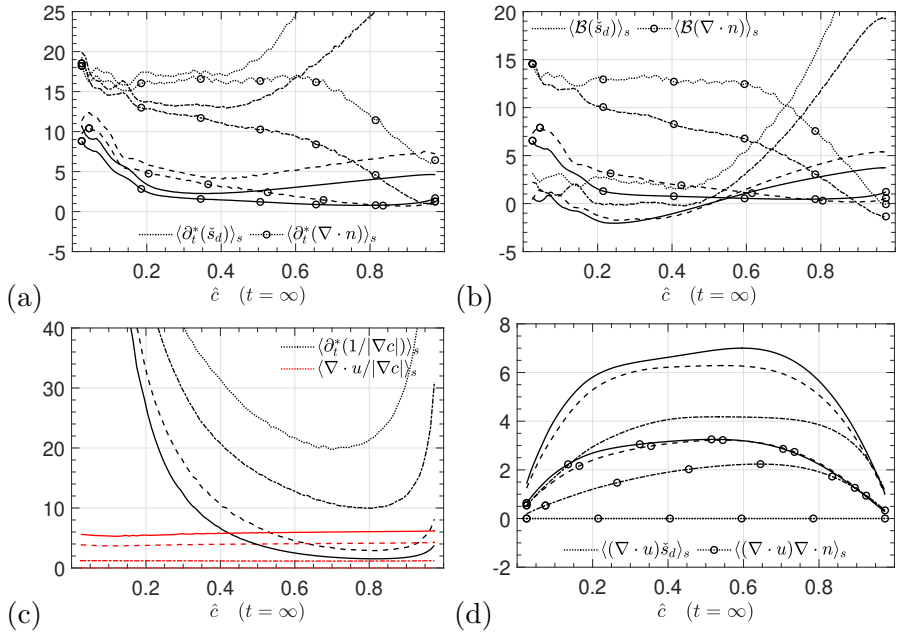 25
20
15
10
5
0
-5
0.2 0.4 0.6 0.8
⟨∂*ₜ(šd)⟩ₛ ⟨∂*ₜ(∇ · n)⟩ₛ
(a) ĉ (t = ∞)
20
15
10
5
0
-5
0.2 0.4 0.6 0.8
⟨ℬ(šd)⟩ₛ ⟨ℬ(∇ · n)⟩ₛ
(b) ĉ (t = ∞)
40
30
20
10
0
0.2 0.4 0.6 0.8
⟨∂*ₜ(1/|∇c|)⟩ₛ
⟨∇ · u/|∇c|⟩ₛ
(c) ĉ (t = ∞)
8
6
4
2
0
-2
0.2 0.4 0.6 0.8
⟨(∇ · u)šd⟩ₛ ⟨(∇ · u)∇ · n⟩ₛ
(d) ĉ (t = ∞)